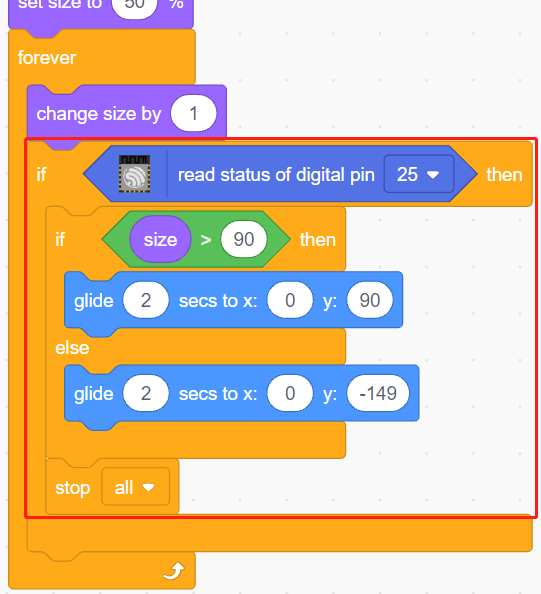 set size to 50 %
forever
change size by 1
if read status of digital pin 25 then
if size > 90 then
glide 2 secs to x: 0 y: 90
else
glide 2 secs to x: 0 y: -149
stop all